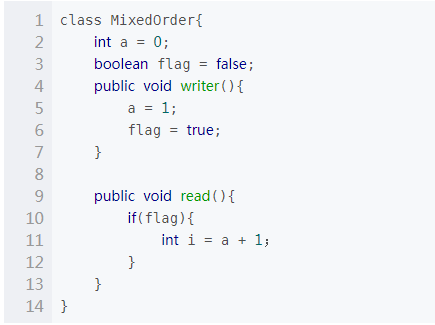 1 class MixedOrder{
2     int a = 0;
3     boolean flag = false;
4     public void writer(){
5         a = 1;
6         flag = true;
7     }
8
9     public void read(){
10         if(flag){
11             int i = a + 1;
12         }
13     }
14 }